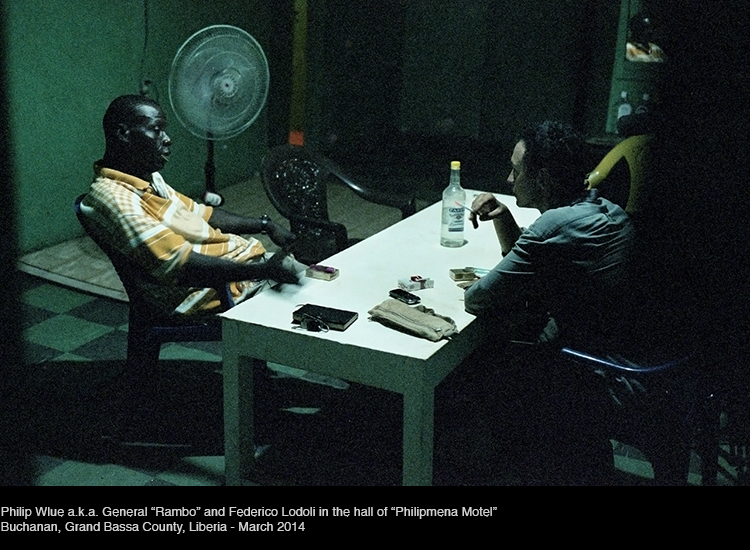 Philip Wlue a.k.a. General “Rambo” and Federico Lodoli in the hall of “Philipmena Motel”
Buchanan, Grand Bassa County, Liberia - March 2014